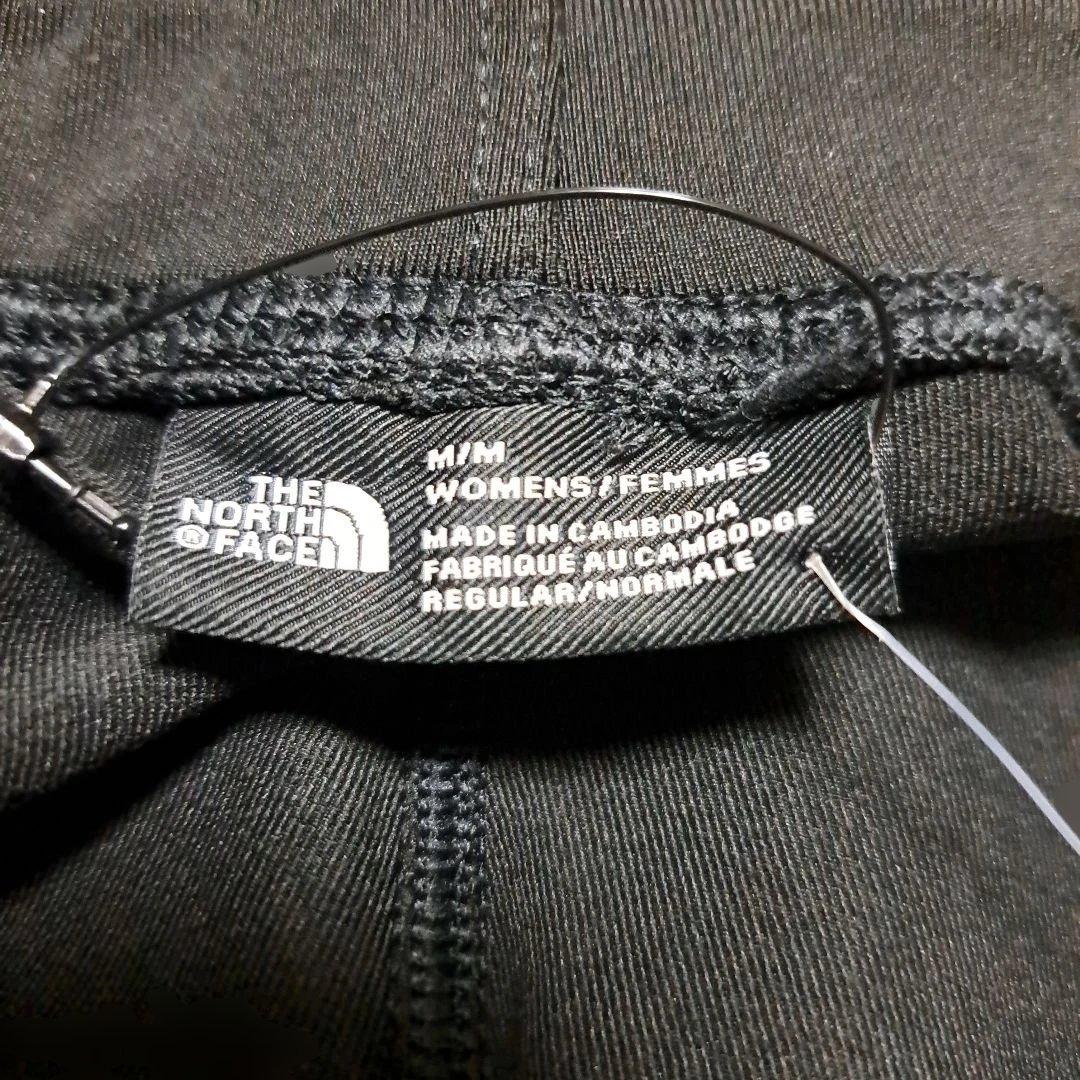 THE
NORTH
® FACE
M/M
WOMENS/FEMMES
MADE IN CAMBODIA
FABRIQUÉ AU CAMBODGE
REGULAR/NORMALE